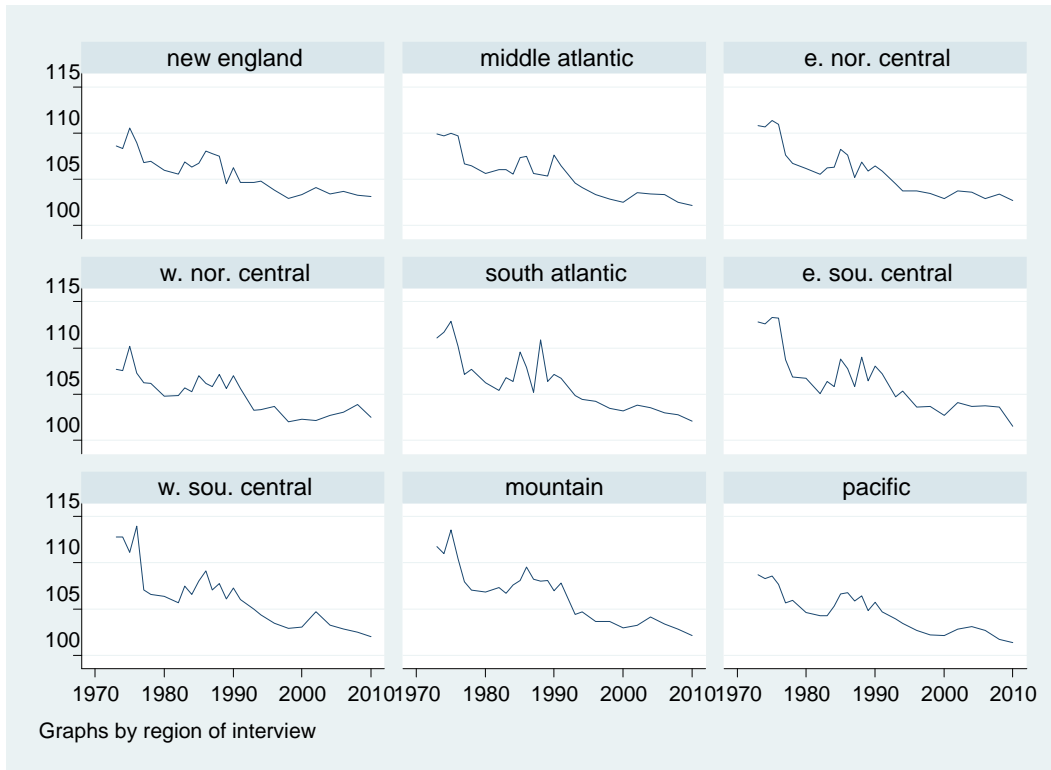 new england
middle atlantic
e. nor. central
115
110
105
100
w. nor. central
south atlantic
e. sou. central
115
110
105
100
w. sou. central
mountain
pacific
115
110
105
100
1970 1980 1990 2000 2010 1970 1980 1990 2000 2010 1970 1980 1990 2000 2010
Graphs by region of interview